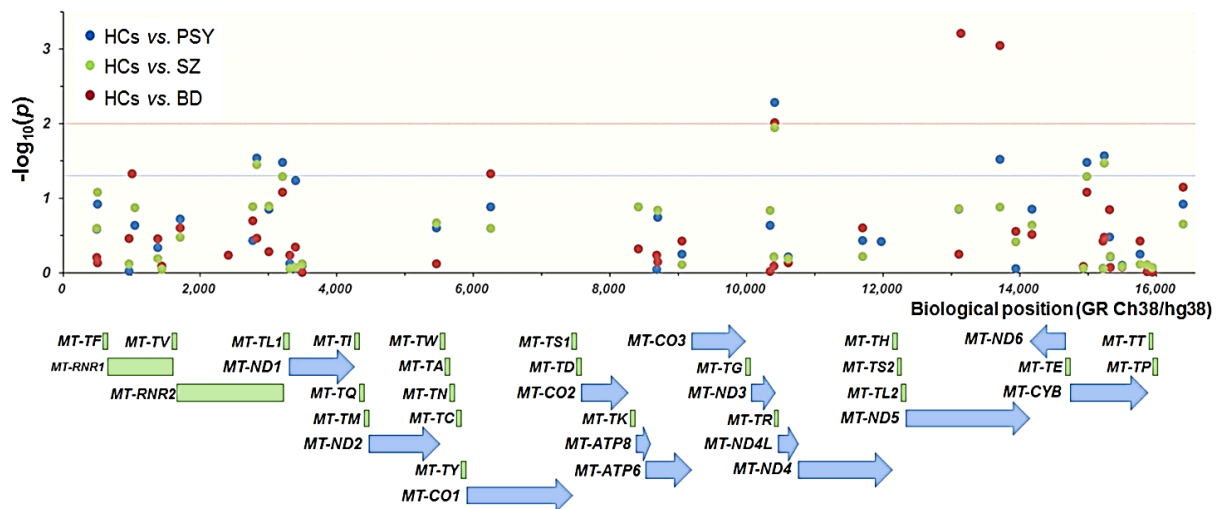 3
2
1
0
-log10(p)
HCs vs. PSY
HCs vs. SZ
HCs vs. BD
0 2,000 4,000 6,000 8,000 10,000 12,000 14,000 16,000
Biological position (GR Ch38/hg38)
MT-TF MT-TV MT-TL1 MT-TI MT-TW MT-TS1 MT-CO3 MT-TH MT-ND6 MT-TT
MT-RNR1 MT-ND1 MT-TA MT-TD MT-TG MT-TS2 MT-TE MT-TP
MT-RNR2 MT-TQ MT-TN MT-CO2 MT-ND3 MT-TL2 MT-CYB
MT-TM MT-TC MT-TK MT-TR MT-ND5
MT-ND2 MT-ATP8 MT-ND4L
MT-TY MT-ATP6 MT-ND4
MT-CO1